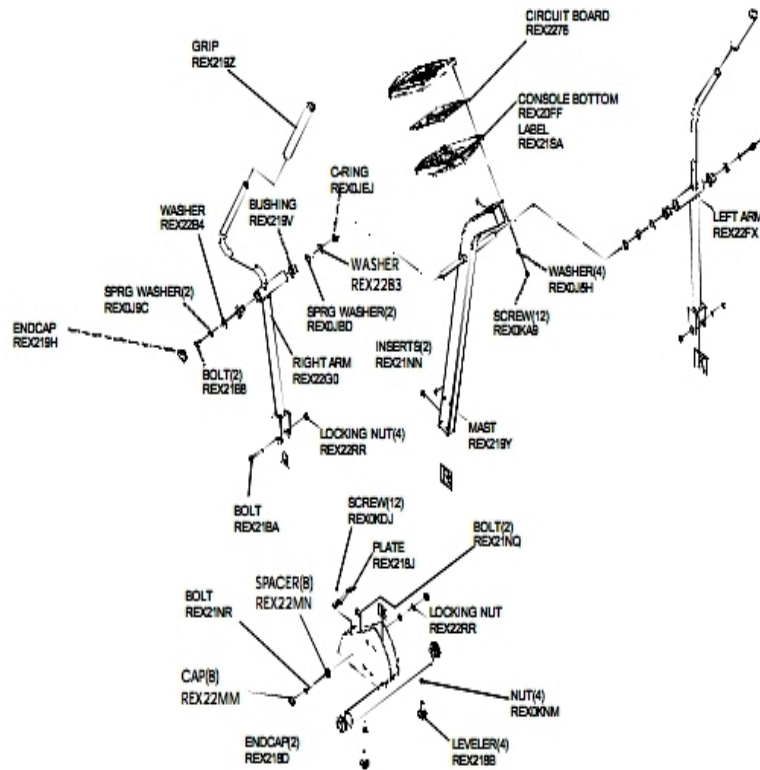 CIRCUIT BOARD
REX2276
GRIP
REX219Z
CONSOLE BOTTOM
REX20FF
LABEL
REX21SA
C-RING
REX0JEJ
BUSHING
REX219V
WASHER
REX22B4
WASHER
REX22B3
LEFT ARM
REX22FX
WASHER(4)
REX0J5H
SPRG WASHER(2)
REX0J9C
SPRG WASHER(2)
REX0JBD
SCREW(12)
REX0KA9
ENDCAP
REX219H
INSERTS(2)
REX21NN
BOLT(2)
REX21BB
RIGHT ARM
REX22G0
LOCKING NUT(4)
REX22RR
MAST
REX219Y
BOLT
REX21BA
SCREW(12)
REX0KDJ
BOLT(2)
REX21NQ
PLATE
REX218J
SPACER(8)
REX22MN
BOLT
REX21NR
LOCKING NUT
REX22RR
CAP(8)
REX22MM
NUT(4)
REX0KNM
ENDCAP(2)
REX218D
LEVELER(4)
REX218B